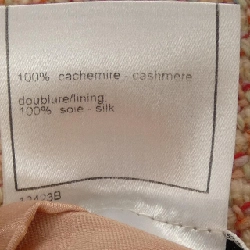 100% cachemire - cashmere
doublure/lining
100% soie - silk